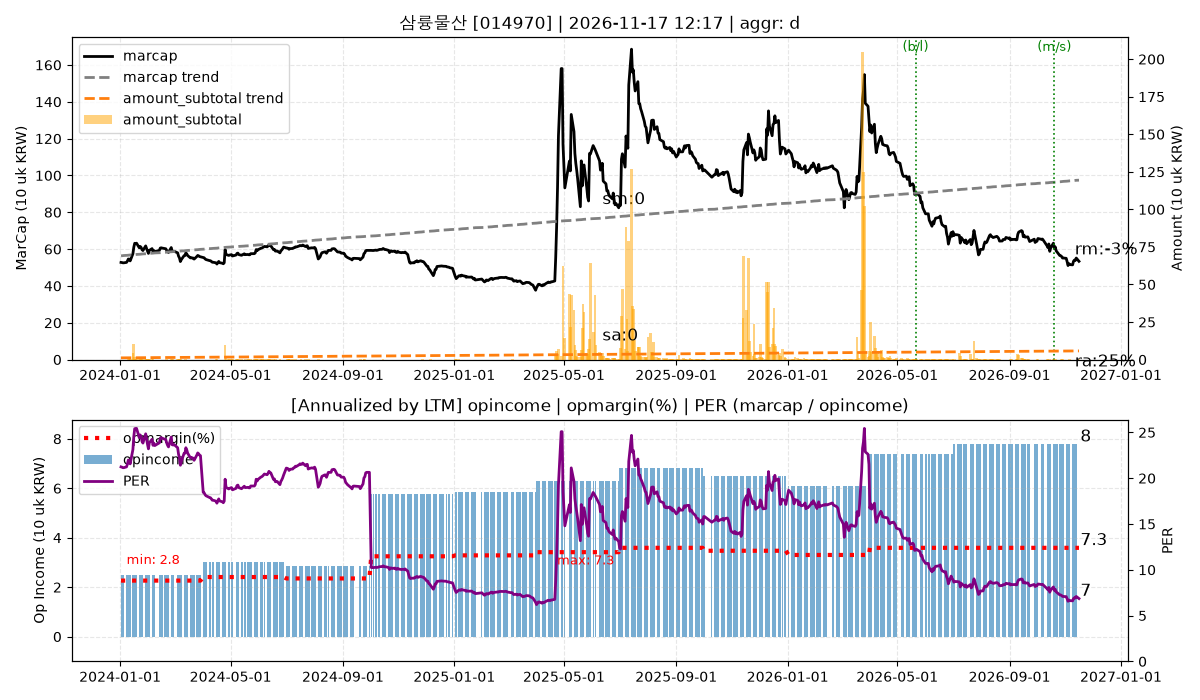 삼륭물산 [014970] | 2026-11-17 12:17 | aggr: d
marcap
marcap trend
amount_subtotal trend
amount_subtotal
(b/l)
(m/s)
MarCap (10 uk KRW)
160
140
120
100
80
60
40
20
0
Amount (10 uk KRW)
200
175
150
125
100
75
50
25
0
sm:0
sa:0
rm:-3%
ra:25%
2024-01-01 2024-05-01 2024-09-01 2025-01-01 2025-05-01 2025-09-01 2026-01-01 2026-05-01 2026-09-01 2027-01-01
[Annualized by LTM] opincome | opmargin(%) | PER (marcap / opincome)
opmargin(%)
opincome
PER
Op Income (10 uk KRW)
8
6
4
2
0
PER
25
20
15
10
5
0
min: 2.8
max: 7.3
8
7.3
7
2024-01-01 2024-05-01 2024-09-01 2025-01-01 2025-05-01 2025-09-01 2026-01-01 2026-05-01 2026-09-01 2027-01-01